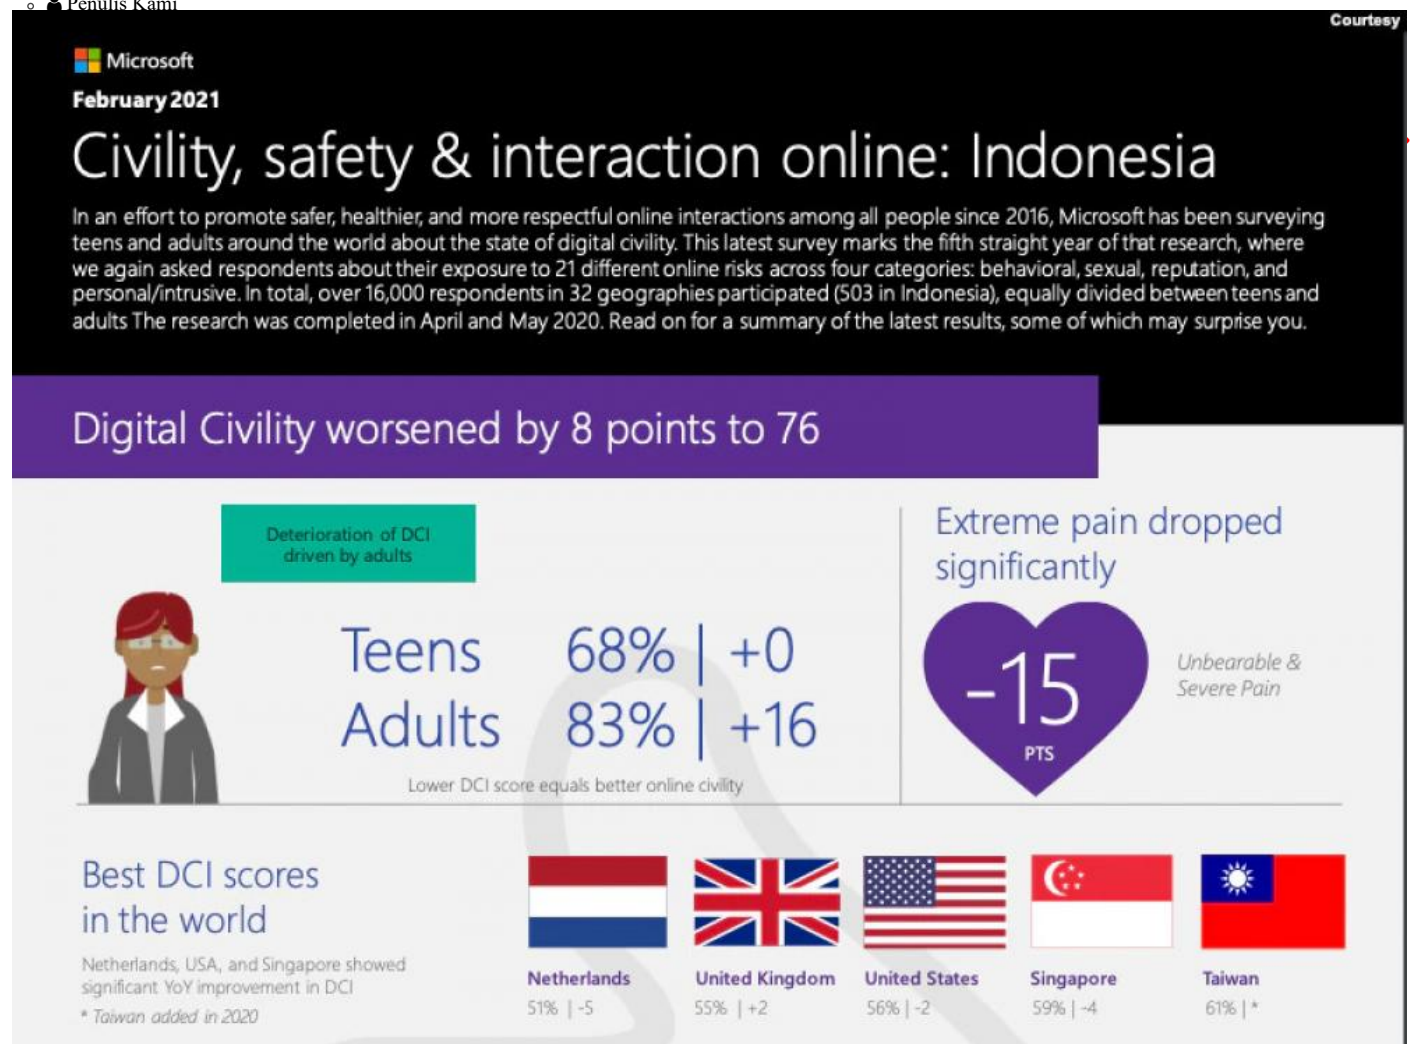 Penulis Kami
Courtesy
Microsoft
February 2021
Civility, safety & interaction online: Indonesia
In an effort to promote safer, healthier, and more respectful online interactions among all people since 2016, Microsoft has been surveying
teens and adults around the world about the state of digital civility. This latest survey marks the fifth straight year of that research, where
we again asked respondents about their exposure to 21 different online risks across four categories: behavioral, sexual, reputation, and
personal/intrusive. In total, over 16,000 respondents in 32 geographies participated (503 in Indonesia), equally divided between teens and
adults The research was completed in April and May 2020. Read on for a summary of the latest results, some of which may surprise you.
Digital Civility worsened by 8 points to 76
Deterioration of DCI
driven by adults
Teens 68% | +0
Adults 83% | +16
Lower DCI score equals better online civility
Extreme pain dropped
significantly
-15
PTS
Unbearable &
Severe Pain
Best DCI scores
in the world
Netherlands, USA, and Singapore showed
significant YoY improvement in DCI
* Taiwan added in 2020
Netherlands
51% | -5
United Kingdom
55% | +2
United States
56% | -2
Singapore
59% | -4
Taiwan
61% | *